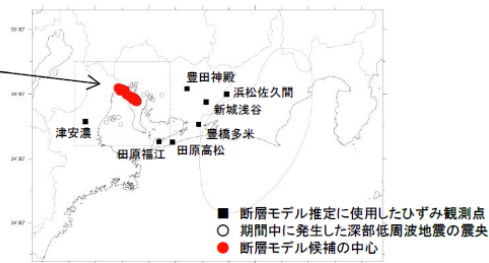 豊田神殿
浜松佐久間
新城浅谷
津安濃
豊橋多米
田原福江
田原高松
■ 断層モデル推定に使用したひずみ観測点
○ 期間中に発生した深部低周波地震の震央
● 断層モデル候補の中心